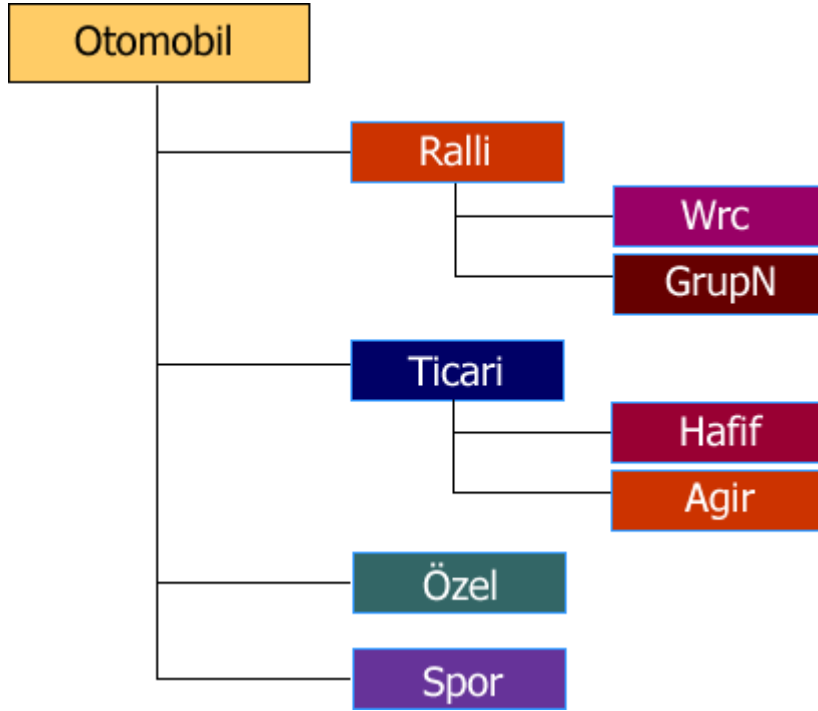 Otomobil
Ralli
Wrc
GrupN
Ticari
Hafif
Agir
Özel
Spor